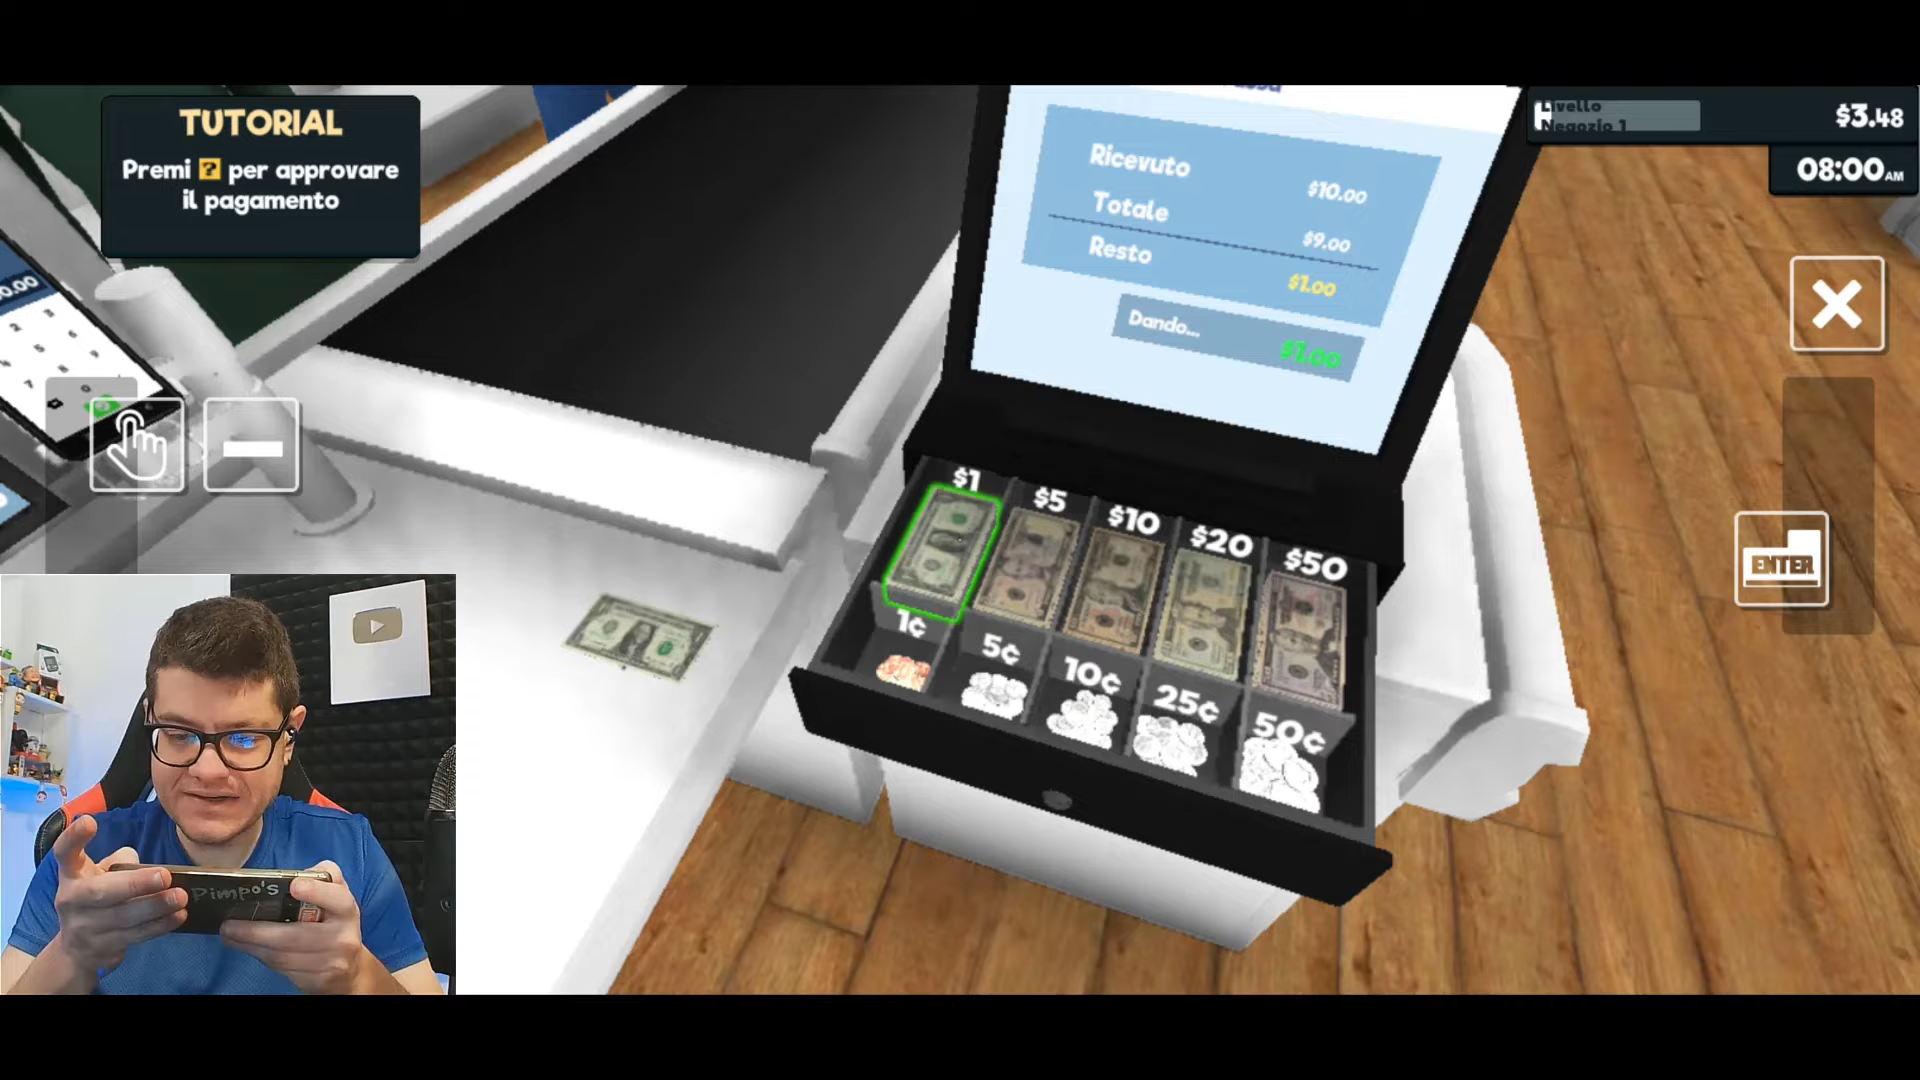 TUTORIAL
Premi ? per approvare
il pagamento
Livello
Negozio 1
$3.48
08:00AM
Ricevuto
$10.00
Totale
$9.00
Resto
$1.00
Dando...
$1.00
$1
$5
$10
$20
$50
1¢
5¢
10¢
25¢
50¢
ENTER
Pimpo's